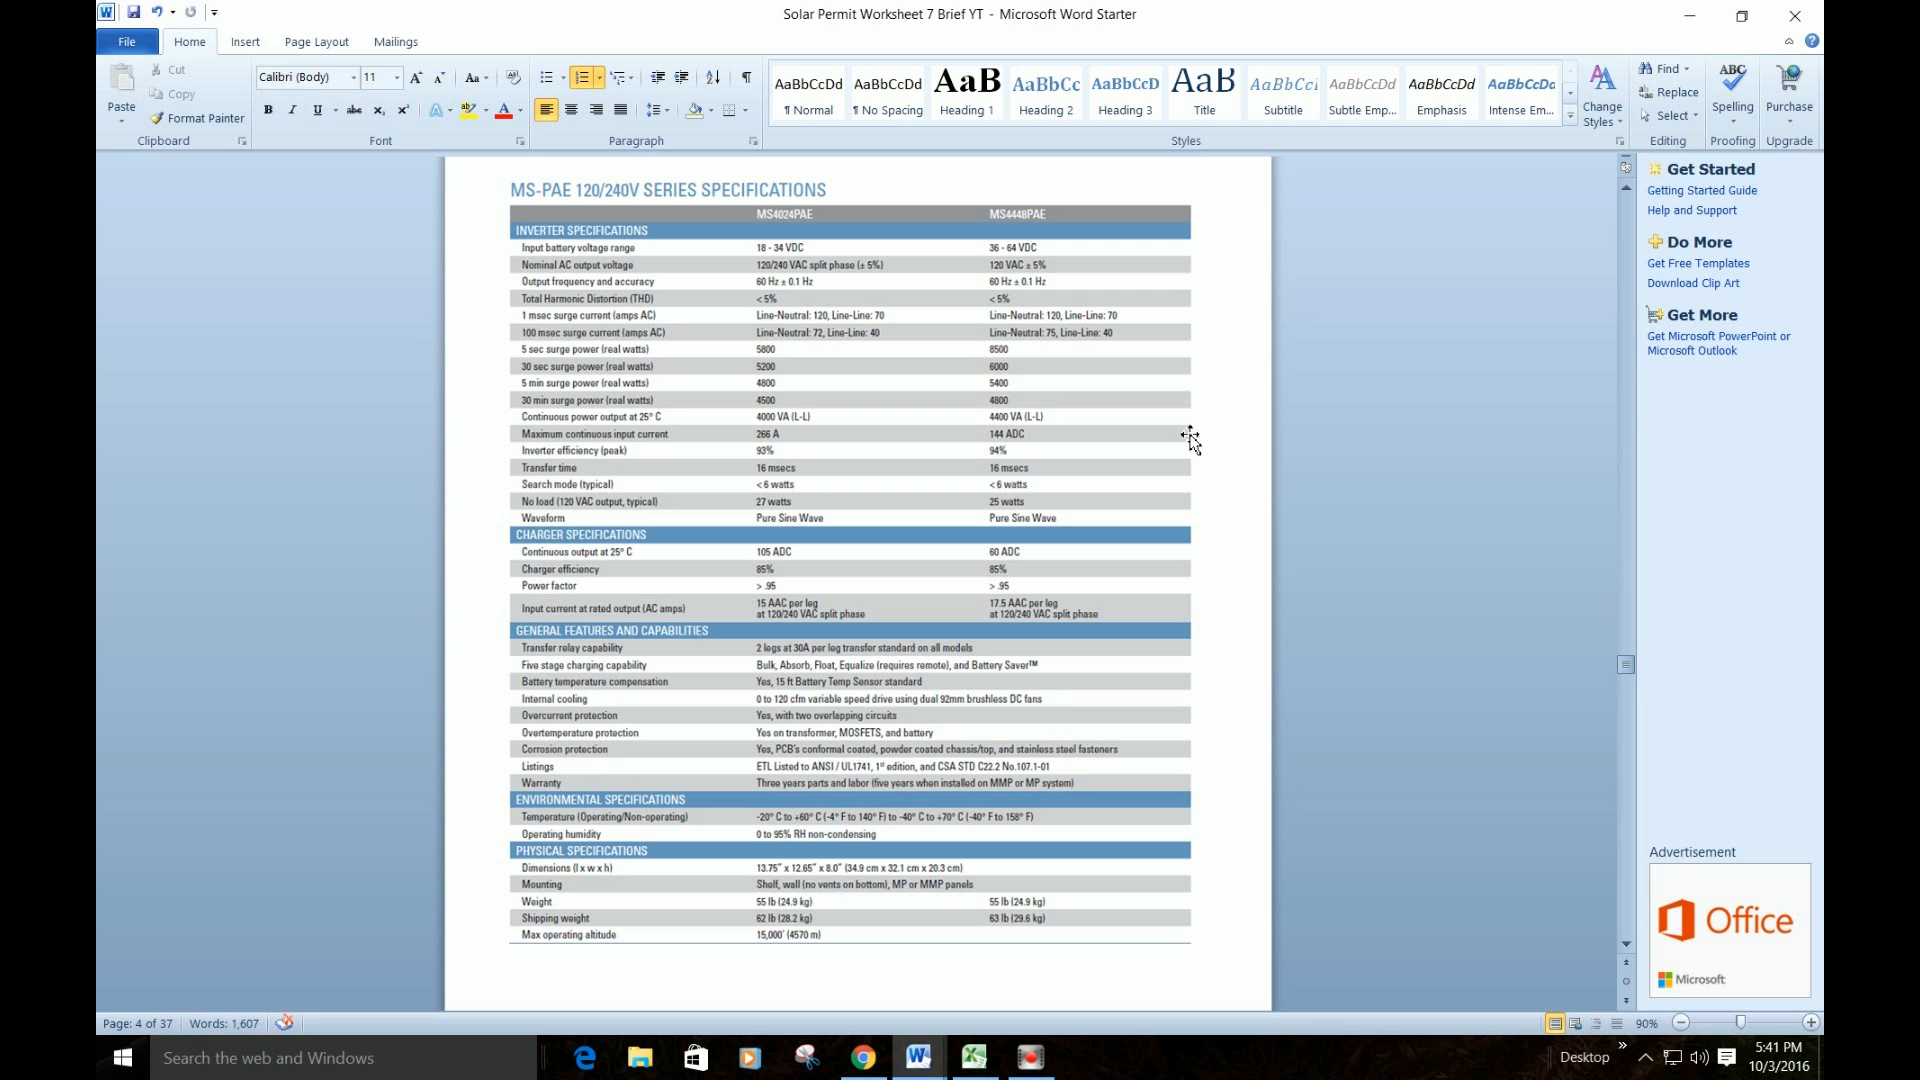 Solar Permit Worksheet 7 Brief YT - Microsoft Word Starter
File Home Insert Page Layout Mailings
Paste
Cut
Copy
Format Painter
Clipboard
Calibri (Body) 11
Font
Paragraph
AaBbCcDd AaBbCcDd AaB AaBbCc AaBbCcD AaB AaBbCcI AaBbCcDd AaBbCcDd AaBbCcDc
¶ Normal ¶ No Spacing Heading 1 Heading 2 Heading 3 Title Subtitle Subtle Emp... Emphasis Intense Em...
Styles
Change Styles
Find
Replace
Select
Editing
Spelling
Proofing
Purchase
Upgrade
MS-PAE 120/240V SERIES SPECIFICATIONS
MS4024PAE MS4448PAE
INVERTER SPECIFICATIONS
Input battery voltage range 18 - 34 VDC 36 - 64 VDC
Nominal AC output voltage 120/240 VAC split phase (± 5%) 120 VAC ± 5%
Output frequency and accuracy 60 Hz ± 0.1 Hz 60 Hz ± 0.1 Hz
Total Harmonic Distortion (THD) < 5% < 5%
1 msec surge current (amps AC) Line-Neutral: 120, Line-Line: 70 Line-Neutral: 120, Line-Line: 70
100 msec surge current (amps AC) Line-Neutral: 72, Line-Line: 40 Line-Neutral: 75, Line-Line: 40
5 sec surge power (real watts) 5800 8500
30 sec surge power (real watts) 5200 6000
5 min surge power (real watts) 4800 5400
30 min surge power (real watts) 4500 4800
Continuous power output at 25° C 4000 VA (L-L) 4400 VA (L-L)
Maximum continuous input current 266 A 144 ADC
Inverter efficiency (peak) 93% 94%
Transfer time 16 msecs 16 msecs
Search mode (typical) < 6 watts < 6 watts
No load (120 VAC output, typical) 27 watts 25 watts
Waveform Pure Sine Wave Pure Sine Wave
CHARGER SPECIFICATIONS
Continuous output at 25° C 105 ADC 60 ADC
Charger efficiency 85% 85%
Power factor > .95 > .95
Input current at rated output (AC amps) 15 AAC per leg at 120/240 VAC split phase 17.5 AAC per leg at 120/240 VAC split phase
GENERAL FEATURES AND CAPABILITIES
Transfer relay capability 2 legs at 30A per leg transfer standard on all models
Five stage charging capability Bulk, Absorb, Float, Equalize (requires remote), and Battery Saver™
Battery temperature compensation Yes, 15 ft Battery Temp Sensor standard
Internal cooling 0 to 120 cfm variable speed drive using dual 92mm brushless DC fans
Overcurrent protection Yes, with two overlapping circuits
Overtemperature protection Yes on transformer, MOSFETS, and battery
Corrosion protection Yes, PCB's conformal coated, powder coated chassis/top, and stainless steel fasteners
Listings ETL Listed to ANSI / UL1741, 1st edition, and CSA STD C22.2 No.107.1-01
Warranty Three years parts and labor (five years when installed on MMP or MP system)
ENVIRONMENTAL SPECIFICATIONS
Temperature (Operating/Non-operating) -20° C to +60° C (-4° F to 140° F) to -40° C to +70° C (-40° F to 158° F)
Operating humidity 0 to 95% RH non-condensing
PHYSICAL SPECIFICATIONS
Dimensions (l x w x h) 13.75" x 12.65" x 8.0" (34.9 cm x 32.1 cm x 20.3 cm)
Mounting Shelf, wall (no vents on bottom), MP or MMP panels
Weight 55 lb (24.9 kg) 55 lb (24.9 kg)
Shipping weight 62 lb (28.2 kg) 63 lb (29.6 kg)
Max operating altitude 15,000' (4570 m)
Get Started
Getting Started Guide
Help and Support
Do More
Get Free Templates
Download Clip Art
Get More
Get Microsoft PowerPoint or
Microsoft Outlook
Advertisement
Office
Microsoft
Page: 4 of 37 Words: 1,607 90%
Search the web and Windows
Desktop
5:41 PM
10/3/2016